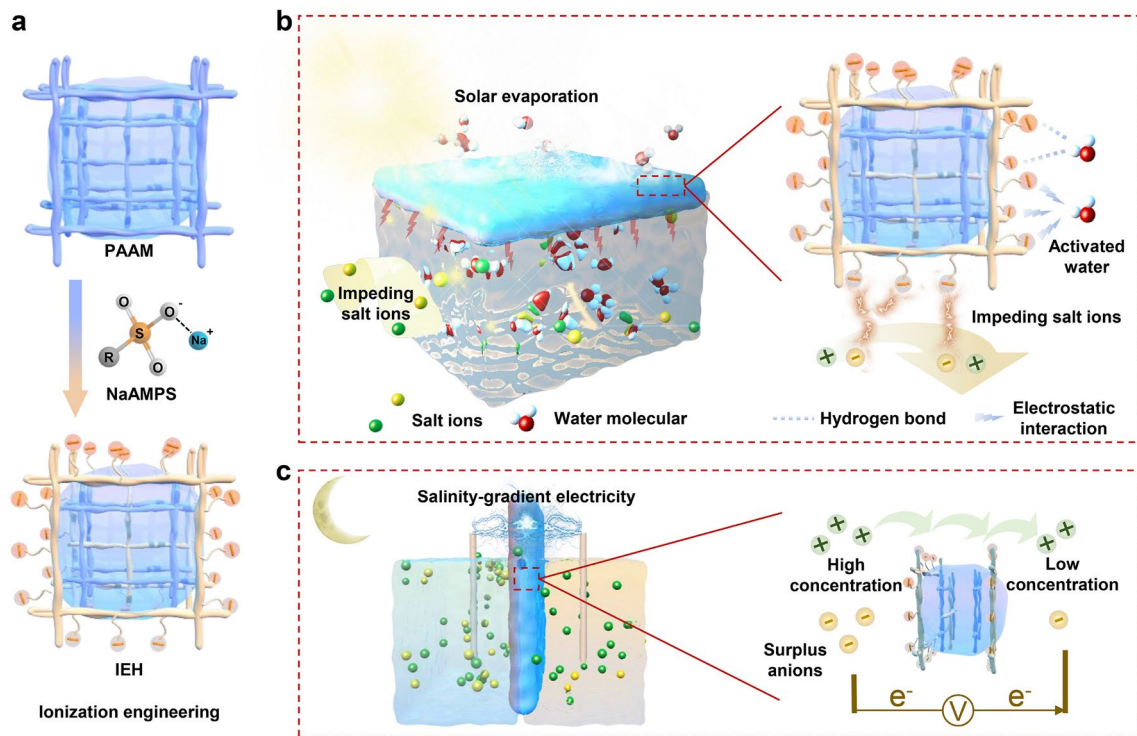 a
PAAM
O
O
-
S
+
Na
R
O
NaAMPS
IEH
Ionization engineering
b
Solar evaporation
Impeding
salt ions
Salt ions
Water molecular
Activated
water
Impeding salt ions
Hydrogen bond
Electrostatic
interaction
c
Salinity-gradient electricity
High
concentration
Low
concentration
Surplus
anions
e-
V
e-